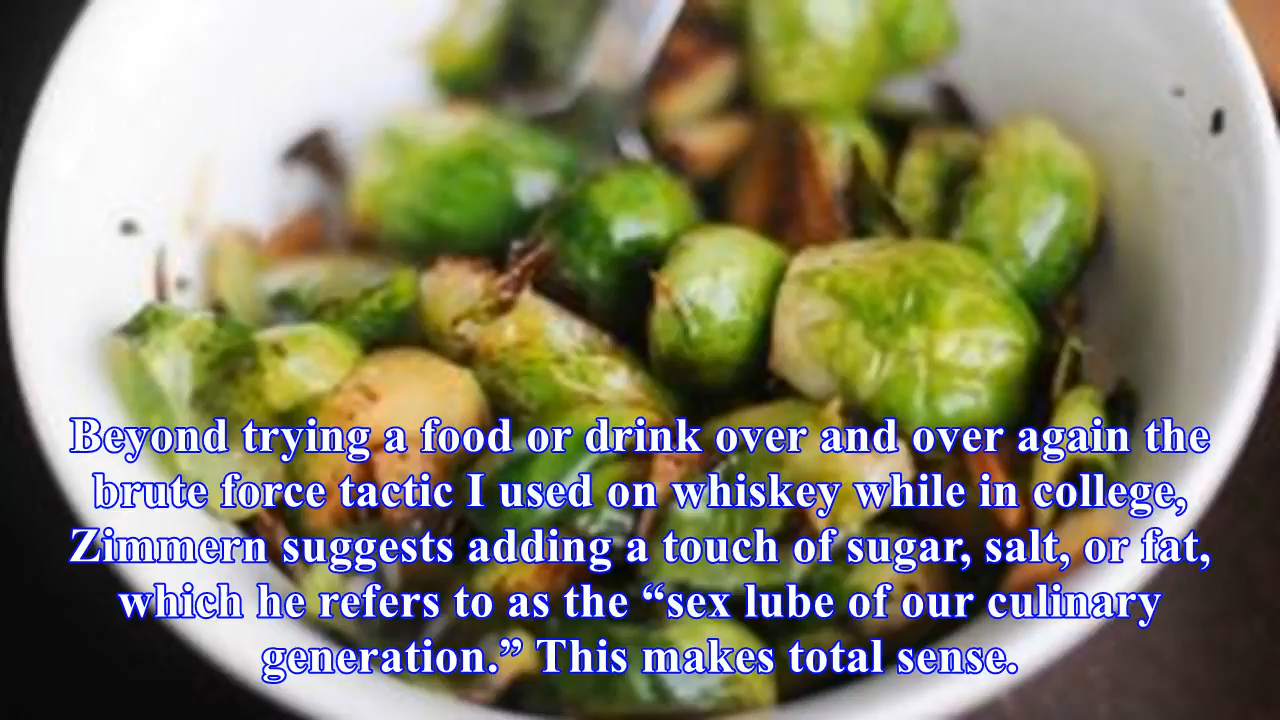 Beyond trying a food or drink over and over again the
brute force tactic I used on whiskey while in college,
Zimmern suggests adding a touch of sugar, salt, or fat,
which he refers to as the “sex lube of our culinary
generation.” This makes total sense.